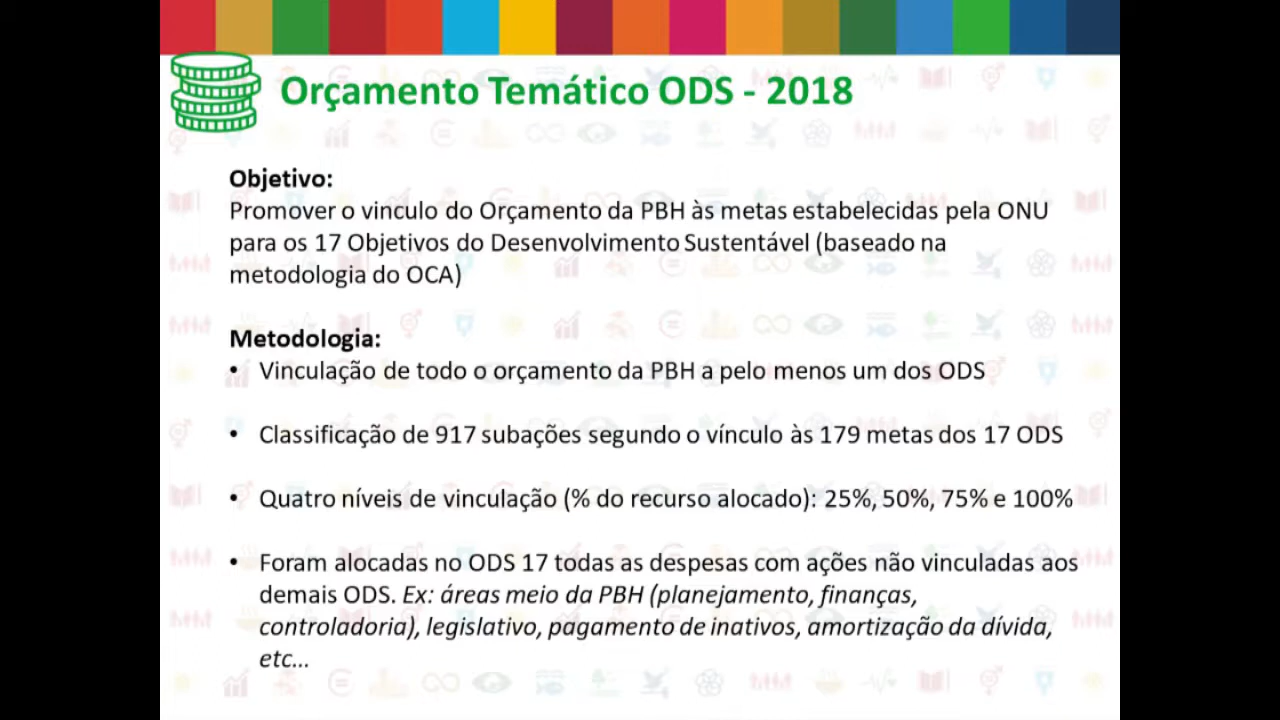 Orçamento Temático ODS - 2018
Objetivo:
Promover o vinculo do Orçamento da PBH às metas estabelecidas pela ONU
para os 17 Objetivos do Desenvolvimento Sustentável (baseado na
metodologia do OCA)
Metodologia:
• Vinculação de todo o orçamento da PBH a pelo menos um dos ODS
• Classificação de 917 subações segundo o vínculo às 179 metas dos 17 ODS
• Quatro níveis de vinculação (% do recurso alocado): 25%, 50%, 75% e 100%
• Foram alocadas no ODS 17 todas as despesas com ações não vinculadas aos
demais ODS. Ex: áreas meio da PBH (planejamento, finanças,
controladoria), legislativo, pagamento de inativos, amortização da dívida,
etc...